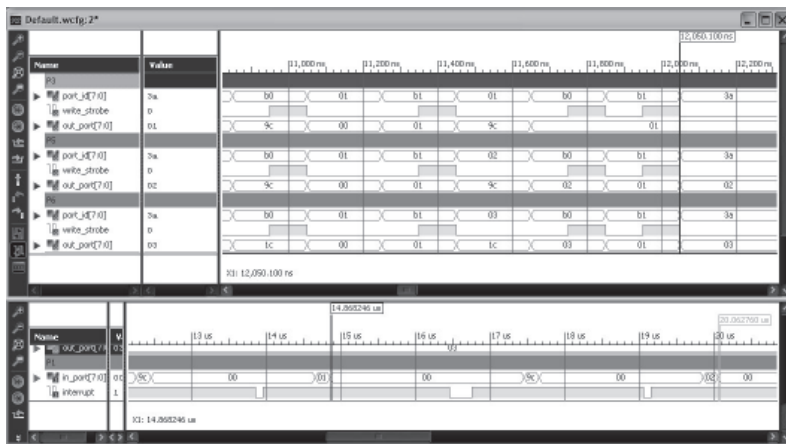 Default.wcfg: 2*
12,050.100 ns
Name Value 11,000 ns 11,200 ns 11,400 ns 11,600 ns 11,800 ns 12,000 ns 12,200 ns
P3
port_id[7:0] 3a b0 01 b1 01 b0 b1 3a
write_strobe 0
out_port[7:0] 01 9c 00 01 9c 01
P5
port_id[7:0] 3a b0 01 b1 02 b0 b1 3a
write_strobe 0
out_port[7:0] 02 9c 00 01 9c 02 01 02
P6
port_id[7:0] 3a b0 01 b1 03 b0 b1 3a
write_strobe 0
out_port[7:0] 03 1c 00 01 1c 03 01 03
X1: 12,050.100 ns
14.868246 us
20.062760 us
Name 13 us 14 us 15 us 16 us 17 us 18 us 19 us 20 us
out_port[7:0]
P1
in_port[7:0] 9c 00 01 00 9c 00 02 00
interrupt 1
X1: 14.868246 us